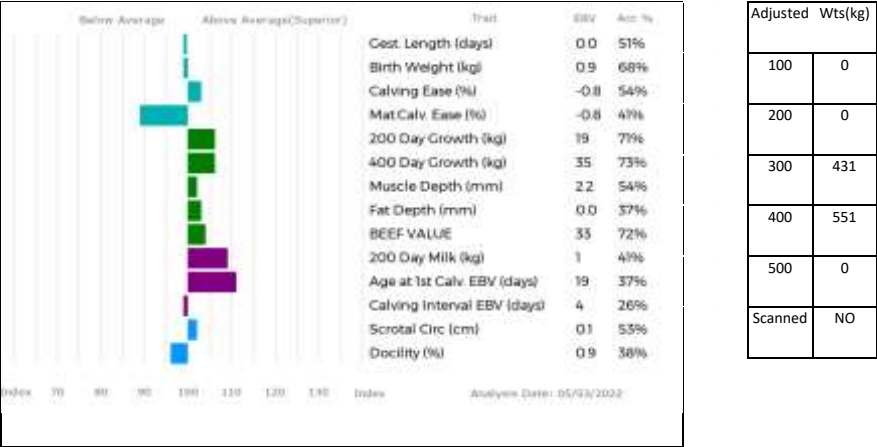 Below Average Above Average(Superior) Trait EBV Acc %
Gest. Length (days) 0.0 51%
Birth Weight (kg) 0.9 68%
Calving Ease (%) -0.8 54%
Mat.Calv. Ease (%) -0.8 41%
200 Day Growth (kg) 19 71%
400 Day Growth (kg) 35 73%
Muscle Depth (mm) 2.2 54%
Fat Depth (mm) 0.0 37%
BEEF VALUE 33 72%
200 Day Milk (kg) 1 41%
Age at 1st Calv. EBV (days) 19 37%
Calving Interval EBV (days) 4 26%
Scrotal Circ (cm) 0.1 53%
Docility (%) 0.9 38%
Index 70 80 90 100 110 120 130 Index Analysis Date: 05/03/2022
Adjusted Wts(kg)
100 0
200 0
300 431
400 551
500 0
Scanned NO